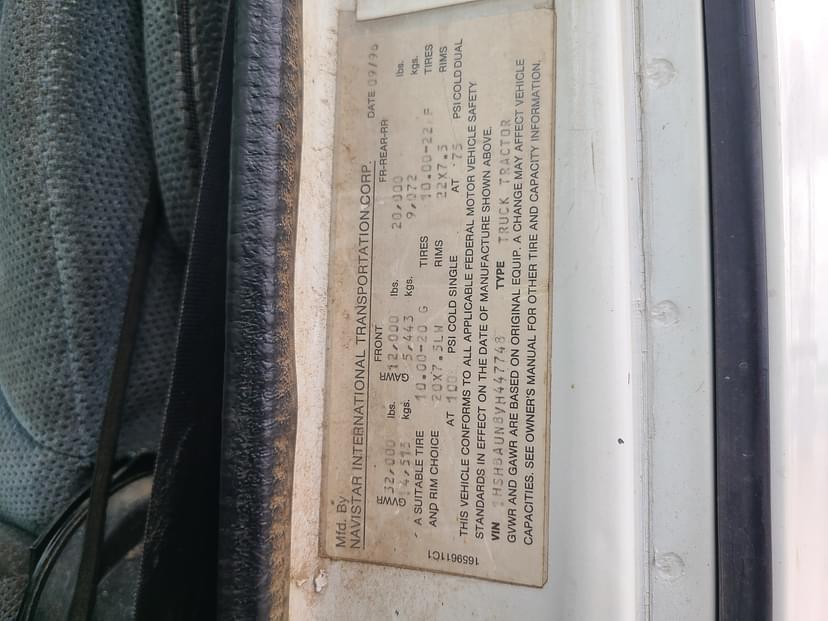 Mfd. By
NAVISTAR INTERNATIONAL TRANSPORTATION CORP. DATE 09/96
FRONT FR-REAR-RR
GVWR 32,000 lbs. GAWR 12,000 lbs. 20,000 lbs.
14,515 kgs. 5,443 kgs. 9,072 kgs.
A SUITABLE TIRE 10.00-20 G TIRES 10.00-22 F TIRES
AND RIM CHOICE 20X7.5LW RIMS 22X7.5 RIMS
AT 100 PSI COLD SINGLE AT 75 PSI COLD DUAL
THIS VEHICLE CONFORMS TO ALL APPLICABLE FEDERAL MOTOR VEHICLE SAFETY
STANDARDS IN EFFECT ON THE DATE OF MANUFACTURE SHOWN ABOVE.
VIN 1HSHBAUN8VH447748 TYPE TRUCK TRACTOR
GVWR AND GAWR ARE BASED ON ORIGINAL EQUIP. A CHANGE MAY AFFECT VEHICLE
CAPACITIES. SEE OWNER'S MANUAL FOR OTHER TIRE AND CAPACITY INFORMATION.
1659611C1